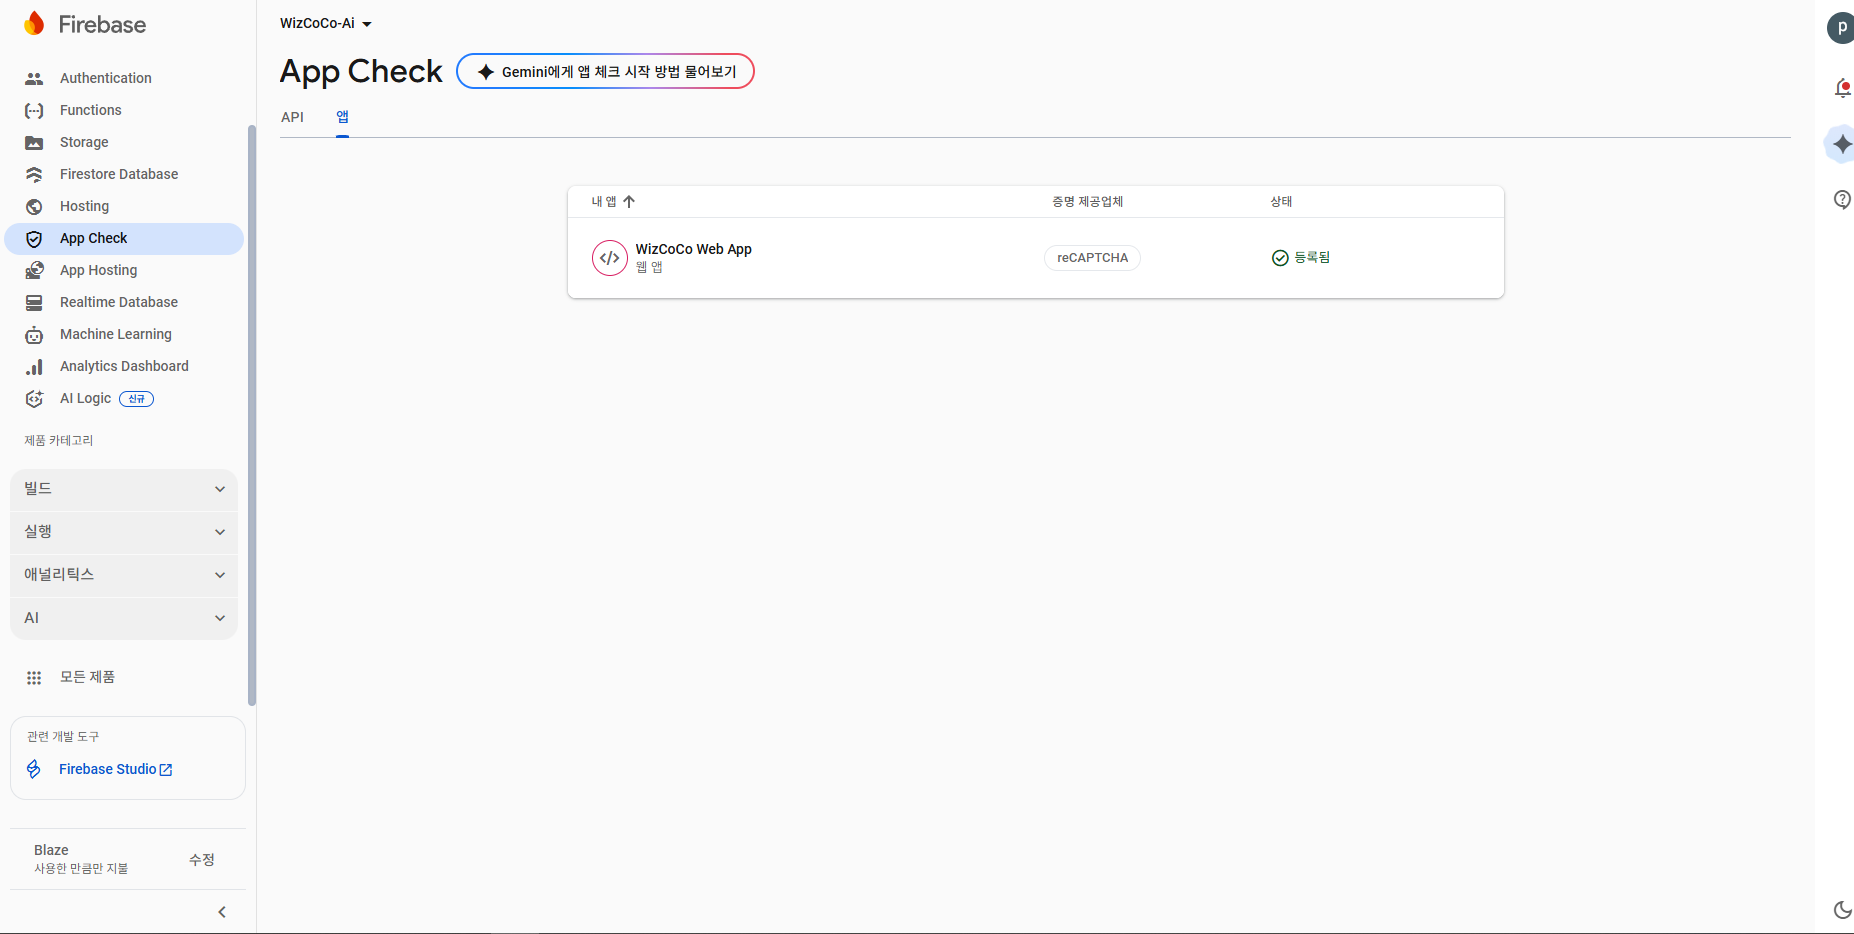 Firebase
Authentication
Functions
Storage
Firestore Database
Hosting
App Check
App Hosting
Realtime Database
Machine Learning
Analytics Dashboard
AI Logic 신규
제품 카테고리
빌드
실행
애널리틱스
AI
모든 제품
관련 개발 도구
Firebase Studio
Blaze
사용한 만큼만 지불
수정
WizCoCo-Ai
App Check
Gemini에게 앱 체크 시작 방법 물어보기
API 앱
내 앱 증명 제공업체 상태
WizCoCo Web App
웹 앱
reCAPTCHA
등록됨
p